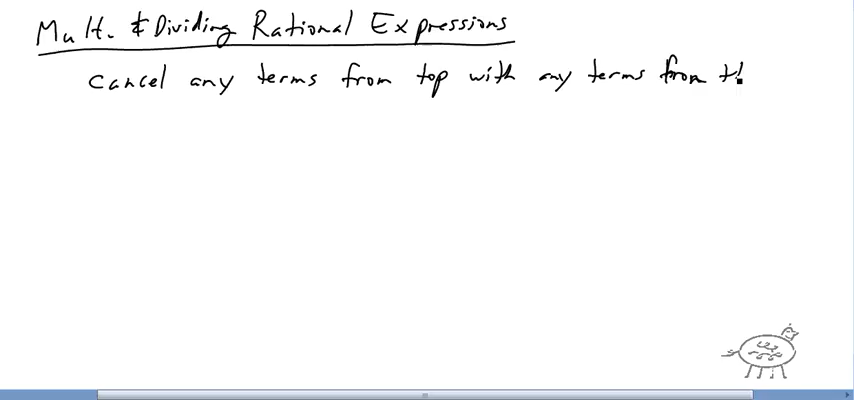 Mult. & Dividing Rational Expressions
cancel any terms from top with any terms from